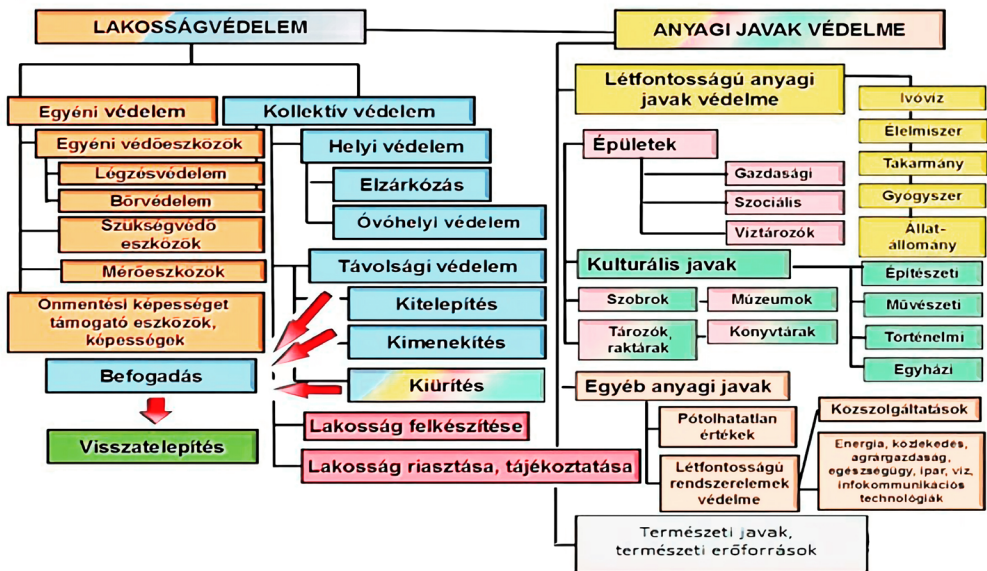 LAKOSSÁGVÉDELEM
Egyéni védelem
Egyéni védőeszközök
Légzésvédelem
Bőrvédelem
Szükségvédő
eszközök
Mérőeszközök
Önmentési képességet
támogató eszközök,
képességek
Befogadás
Visszatelepítés
Kollektív védelem
Helyi védelem
Elzárkózás
Óvóhelyi védelem
Távolsági védelem
Kitelepítés
Kimenekítés
Kiürítés
Lakosság felkészítése
Lakosság riasztása, tájékoztatása
ANYAGI JAVAK VÉDELME
Létfontosságú anyagi
javak védelme
Ivóvíz
Élelmiszer
Takarmány
Gyógyszer
Állat-
állomány
Épületek
Gazdasági
Szociális
Víztározók
Kulturális javak
Szobrok
Múzeumok
Tározók,
raktárak
Könyvtárak
Építészeti
Művészeti
Történelmi
Egyházi
Egyéb anyagi javak
Pótolhatatlan
értékek
Létfontosságú
rendszerelemek
védelme
Közszolgáltatások
Energia, közlekedés,
agrárgazdaság,
egészségügy, ipar, víz,
infokommunikációs
technológiák
Természeti javak,
természeti erőforrások